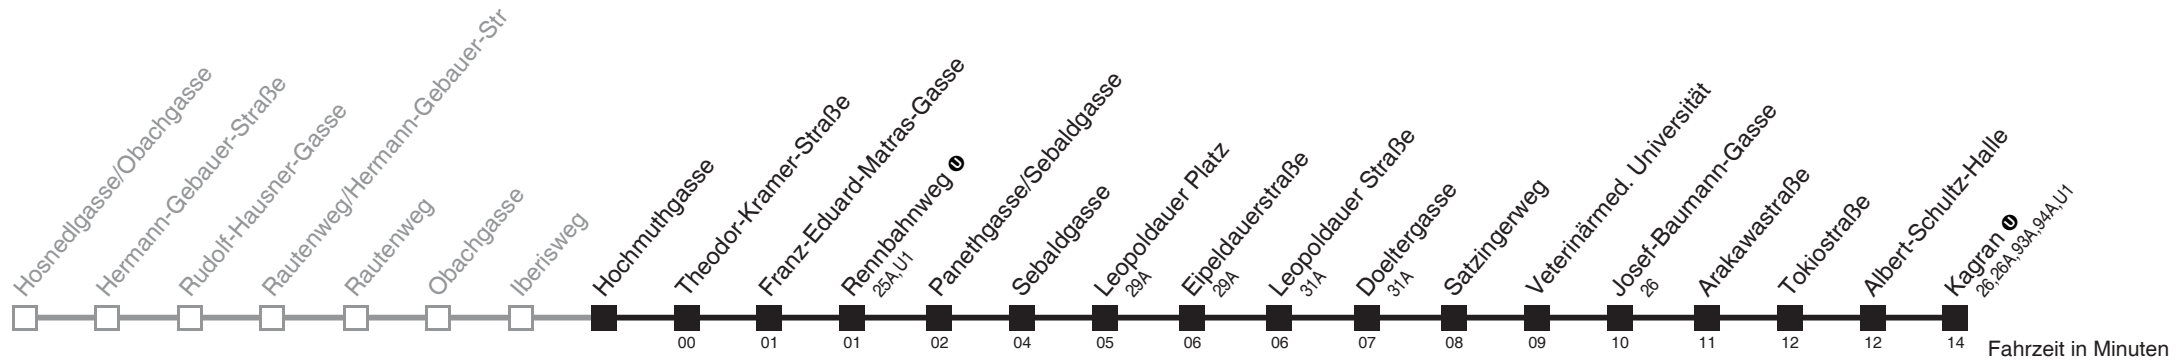 Hosnedlgasse/Obachgasse
Hermann-Gebauer-Straße
Rudolf-Hausner-Gasse
Rautenweg/Hermann-Gebauer-Str
Rautenweg
Obachgasse
Iberisweg
Hochmuthgasse
Theodor-Kramer-Straße
Franz-Eduard-Matras-Gasse
Rennbahnweg U
25A,U1
Panethgasse/Sebaldgasse
Sebaldgasse
Leopoldauer Platz
29A
Eipeldauerstraße
29A
Leopoldauer Straße
31A
Doeltergasse
31A
Satzingerweg
Veterinärmed. Universität
Josef-Baumann-Gasse
26
Arakawastraße
Tokiostraße
Albert-Schultz-Halle
Kagran U
26,26A,93A,94A,U1
00 01 01 02 04 05 06 06 07 08 09 10 11 12 12 14 Fahrzeit in Minuten